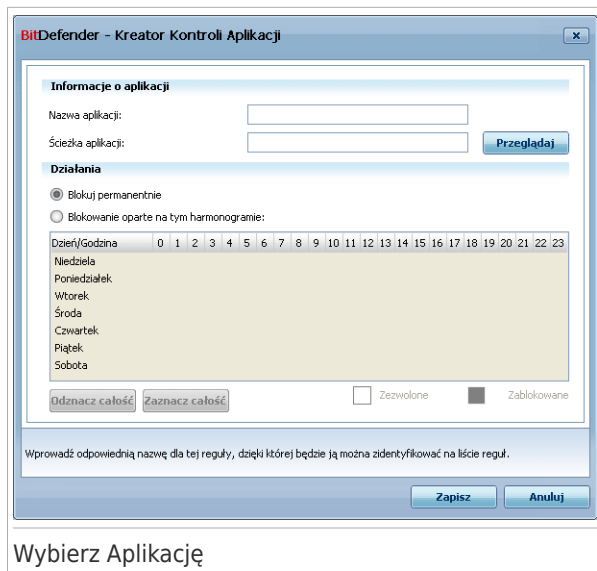 BitDefender - Kreator Kontroli Aplikacji
Informacje o aplikacji
Nazwa aplikacji:
Ścieżka aplikacji:
Przeglądaj
Działania
Blokuj permanentnie
Blokowanie oparte na tym harmonogramie:
Dzień/Godzina 0 1 2 3 4 5 6 7 8 9 10 11 12 13 14 15 16 17 18 19 20 21 22 23
Niedziela
Poniedziałek
Wtorek
Środa
Czwartek
Piątek
Sobota
Odznacz całość Zaznacz całość Zezwolone Zablokowane
Wprowadź odpowiednią nazwę dla tej reguły, dzięki której będzie ją można zidentyfikować na liście reguł.
Zapisz Anuluj
Wybierz Aplikację